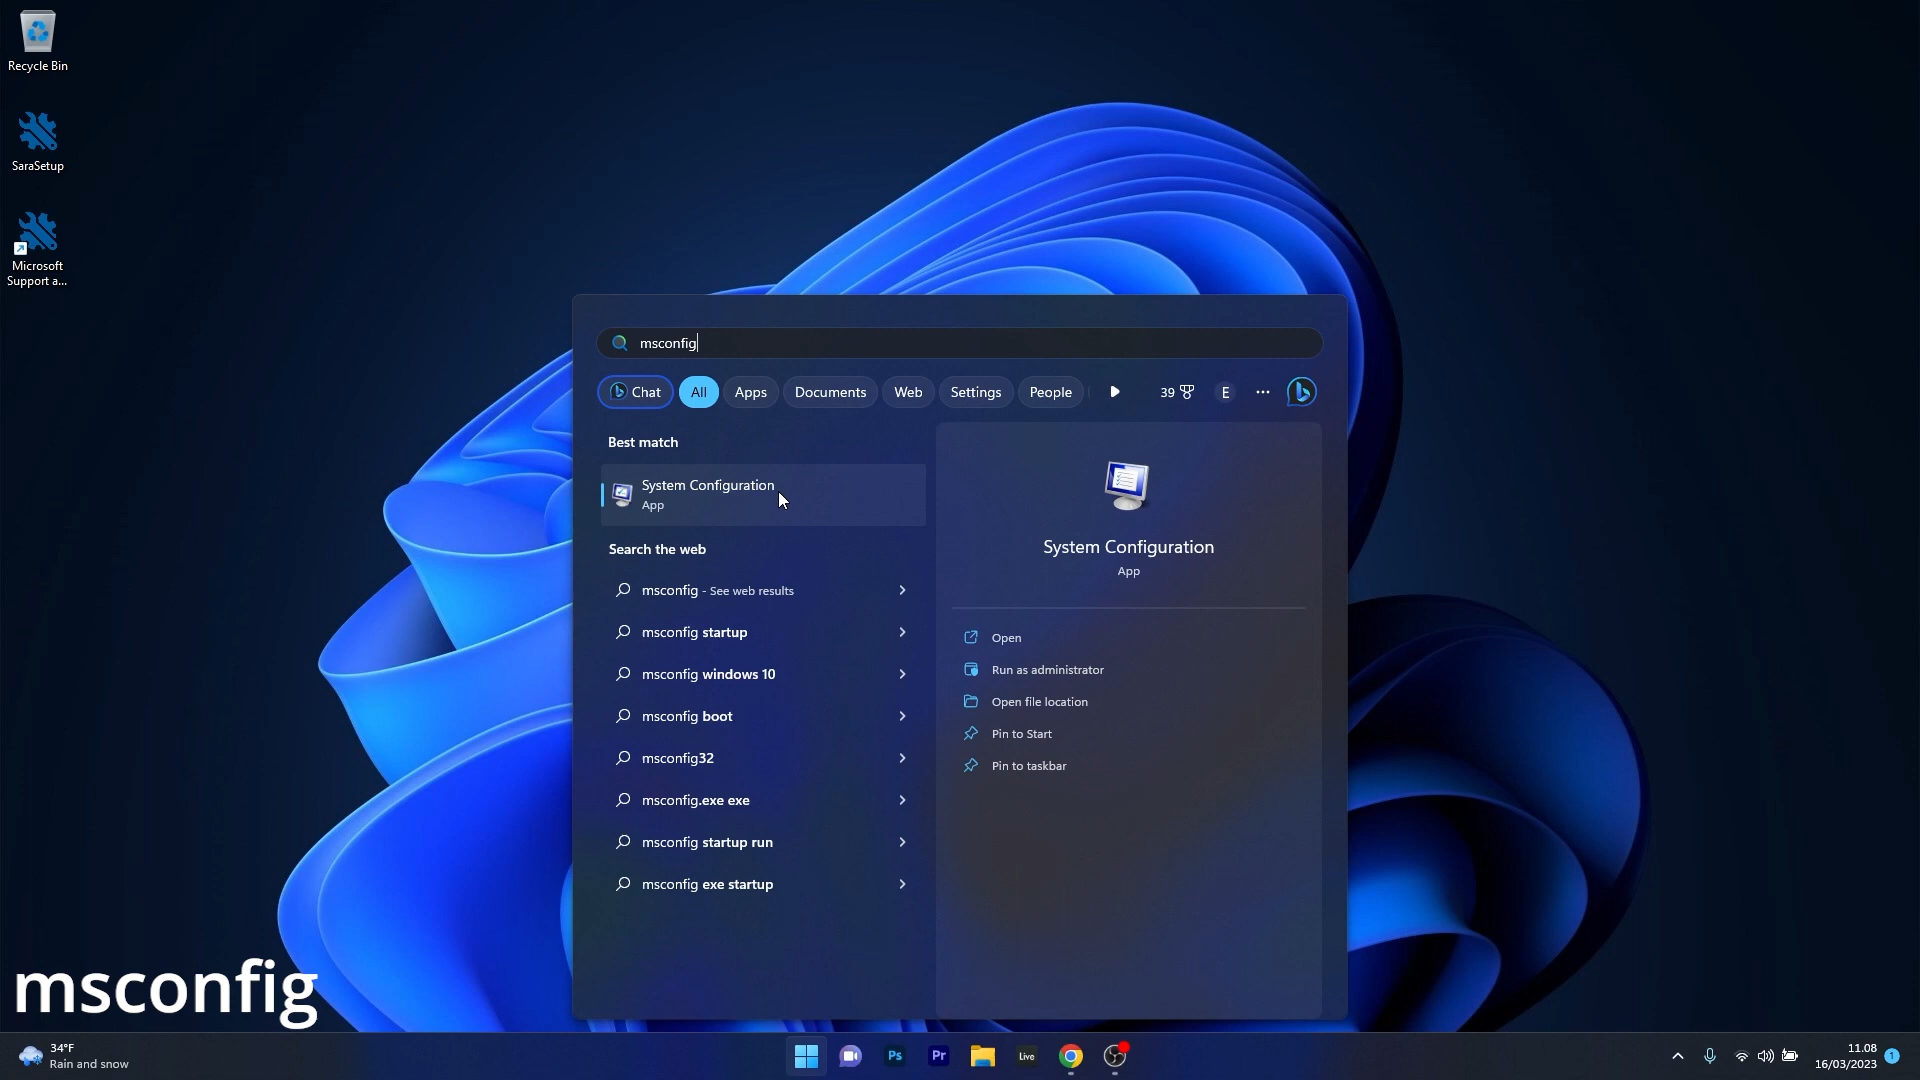 Recycle Bin
SaraSetup
Microsoft
Support a...
msconfig
Chat
All
Apps
Documents
Web
Settings
People
39
E
Best match
System Configuration
App
Search the web
msconfig - See web results
msconfig startup
msconfig windows 10
msconfig boot
msconfig32
msconfig.exe exe
msconfig startup run
msconfig exe startup
System Configuration
App
Open
Run as administrator
Open file location
Pin to Start
Pin to taskbar
msconfig
34°F
Rain and snow
Ps
Pr
Live
11.08
16/03/2023
1